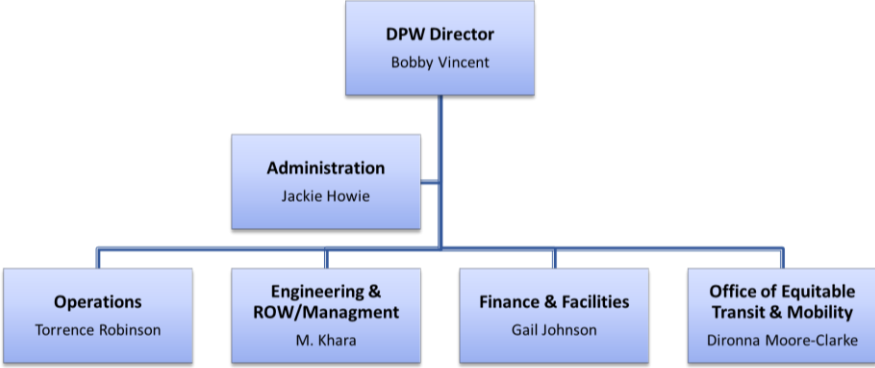 DPW Director
Bobby Vincent
Administration
Jackie Howie
Operations
Torrence Robinson
Engineering &
ROW/Managment
M. Khara
Finance & Facilities
Gail Johnson
Office of Equitable
Transit & Mobility
Dironna Moore-Clarke